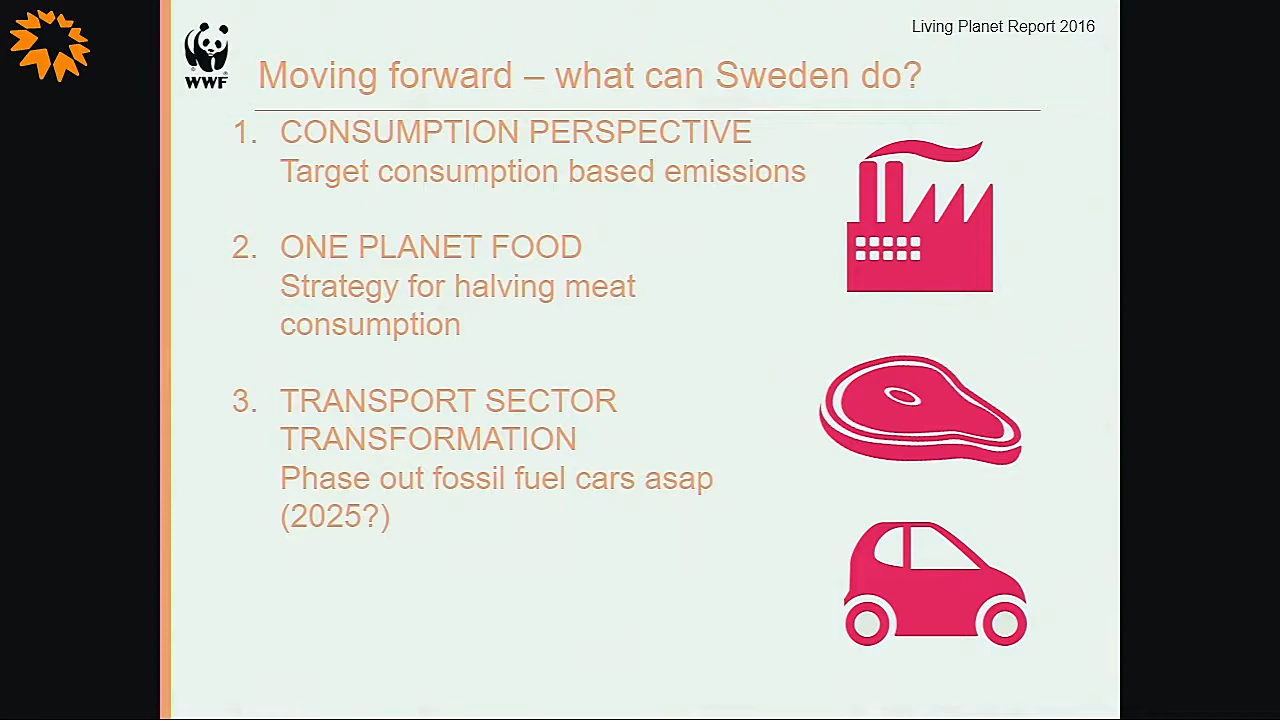 Living Planet Report 2016
WWF
Moving forward – what can Sweden do?
1. CONSUMPTION PERSPECTIVE
Target consumption based emissions
2. ONE PLANET FOOD
Strategy for halving meat
consumption
3. TRANSPORT SECTOR
TRANSFORMATION
Phase out fossil fuel cars asap
(2025?)